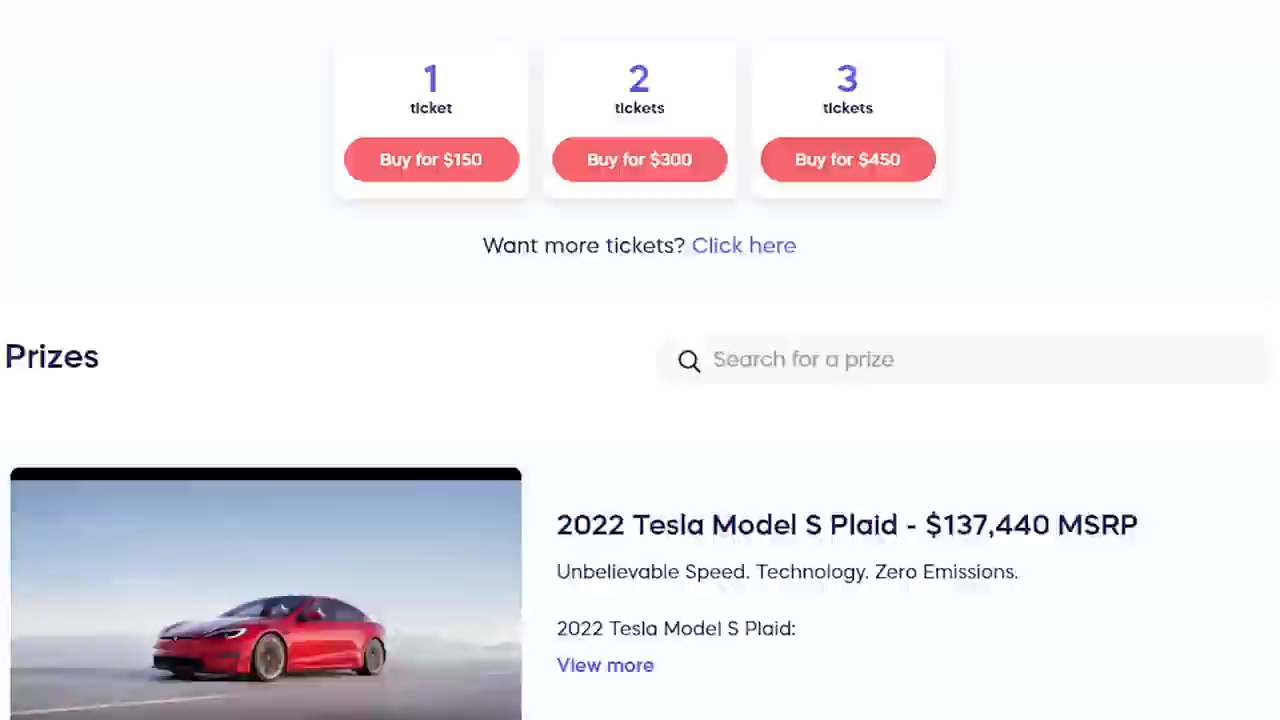 1
ticket
Buy for $150
2
tickets
Buy for $300
3
tickets
Buy for $450
Want more tickets? Click here
Prizes
Search for a prize
2022 Tesla Model S Plaid - $137,440 MSRP
Unbelievable Speed. Technology. Zero Emissions.
2022 Tesla Model S Plaid:
View more